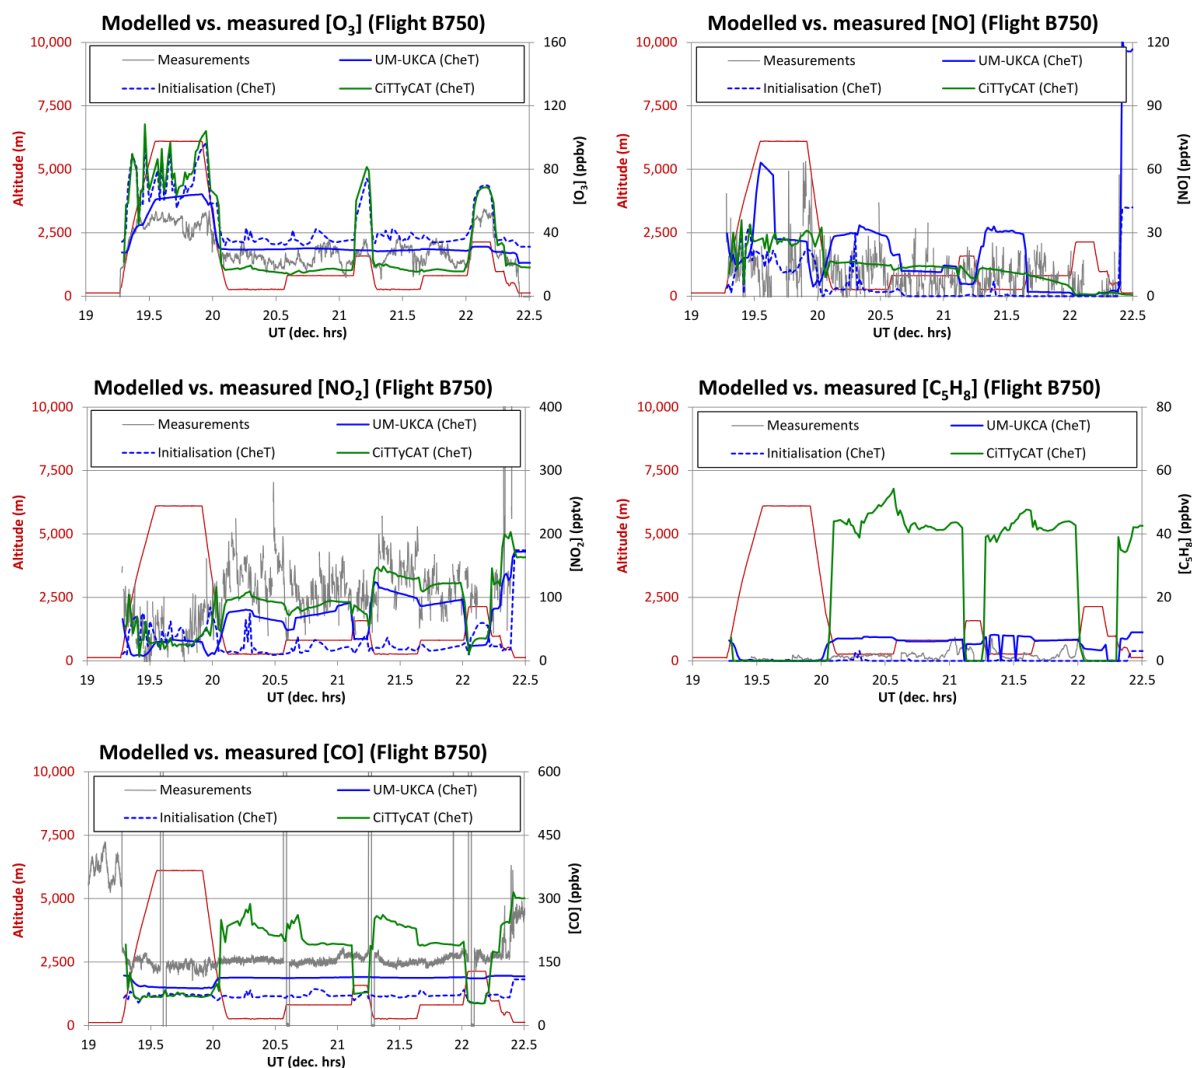 Modelled vs. measured [O₃] (Flight B750)
10,000
7,500
5,000
2,500
0
Altitude (m)
Measurements
UM-UKCA (CheT)
Initialisation (CheT)
CiTTyCAT (CheT)
160
120
80
40
0
[O₃] (ppbv)
19 19.5 20 20.5 21 21.5 22 22.5
UT (dec. hrs)
Modelled vs. measured [NO] (Flight B750)
10,000
7,500
5,000
2,500
0
Altitude (m)
Measurements
UM-UKCA (CheT)
Initialisation (CheT)
CiTTyCAT (CheT)
120
90
60
30
0
[NO] (pptv)
19 19.5 20 20.5 21 21.5 22 22.5
UT (dec. hrs)
Modelled vs. measured [NO₂] (Flight B750)
10,000
7,500
5,000
2,500
0
Altitude (m)
Measurements
UM-UKCA (CheT)
Initialisation (CheT)
CiTTyCAT (CheT)
400
300
200
100
0
[NO₂] (pptv)
19 19.5 20 20.5 21 21.5 22 22.5
UT (dec. hrs)
Modelled vs. measured [C₅H₈] (Flight B750)
10,000
7,500
5,000
2,500
0
Altitude (m)
Measurements
UM-UKCA (CheT)
Initialisation (CheT)
CiTTyCAT (CheT)
80
60
40
20
0
[C₅H₈] (ppbv)
19 19.5 20 20.5 21 21.5 22 22.5
UT (dec. hrs)
Modelled vs. measured [CO] (Flight B750)
10,000
7,500
5,000
2,500
0
Altitude (m)
Measurements
UM-UKCA (CheT)
Initialisation (CheT)
CiTTyCAT (CheT)
600
450
300
150
0
[CO] (ppbv)
19 19.5 20 20.5 21 21.5 22 22.5
UT (dec. hrs)